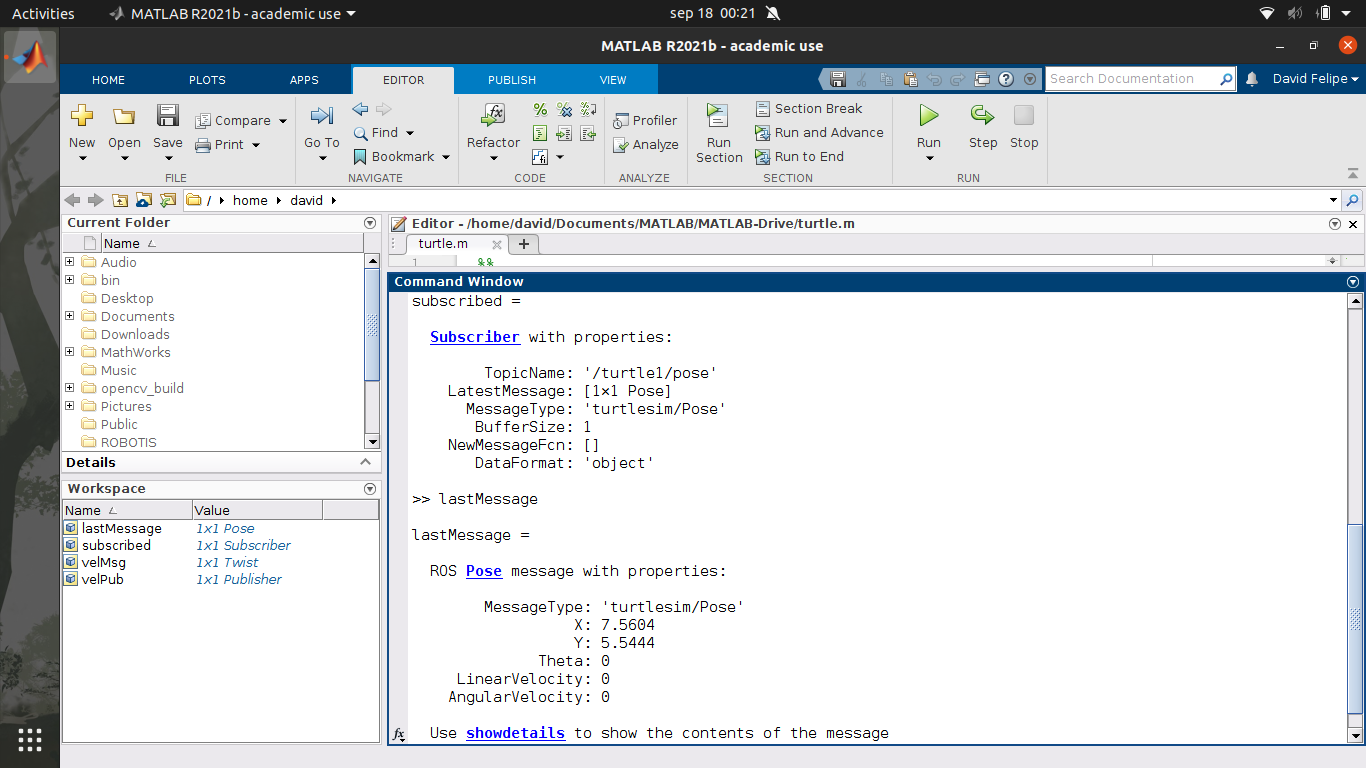 Activities MATLAB R2021b - academic use sep 18 00:21
MATLAB R2021b - academic use
HOME PLOTS APPS EDITOR PUBLISH VIEW Search Documentation David Felipe
New Open Save Compare Print
FILE
Go To Find Bookmark
NAVIGATE
Refactor
CODE
Profiler
Analyze
ANALYZE
Run Section
Section Break
Run and Advance
Run to End
SECTION
Run Step Stop
RUN
/ home david
Current Folder
Name
Audio
bin
Desktop
Documents
Downloads
MathWorks
Music
opencv_build
Pictures
Public
ROBOTIS
Details
Workspace
Name Value
lastMessage 1x1 Pose
subscribed 1x1 Subscriber
velMsg 1x1 Twist
velPub 1x1 Publisher
Editor - /home/david/Documents/MATLAB/MATLAB-Drive/turtle.m
turtle.m
1 %%
Command Window
subscribed =
Subscriber with properties:
TopicName: '/turtle1/pose'
LatestMessage: [1×1 Pose]
MessageType: 'turtlesim/Pose'
BufferSize: 1
NewMessageFcn: []
DataFormat: 'object'
>> lastMessage
lastMessage =
ROS Pose message with properties:
MessageType: 'turtlesim/Pose'
X: 7.5604
Y: 5.5444
Theta: 0
LinearVelocity: 0
AngularVelocity: 0
fx Use showdetails to show the contents of the message